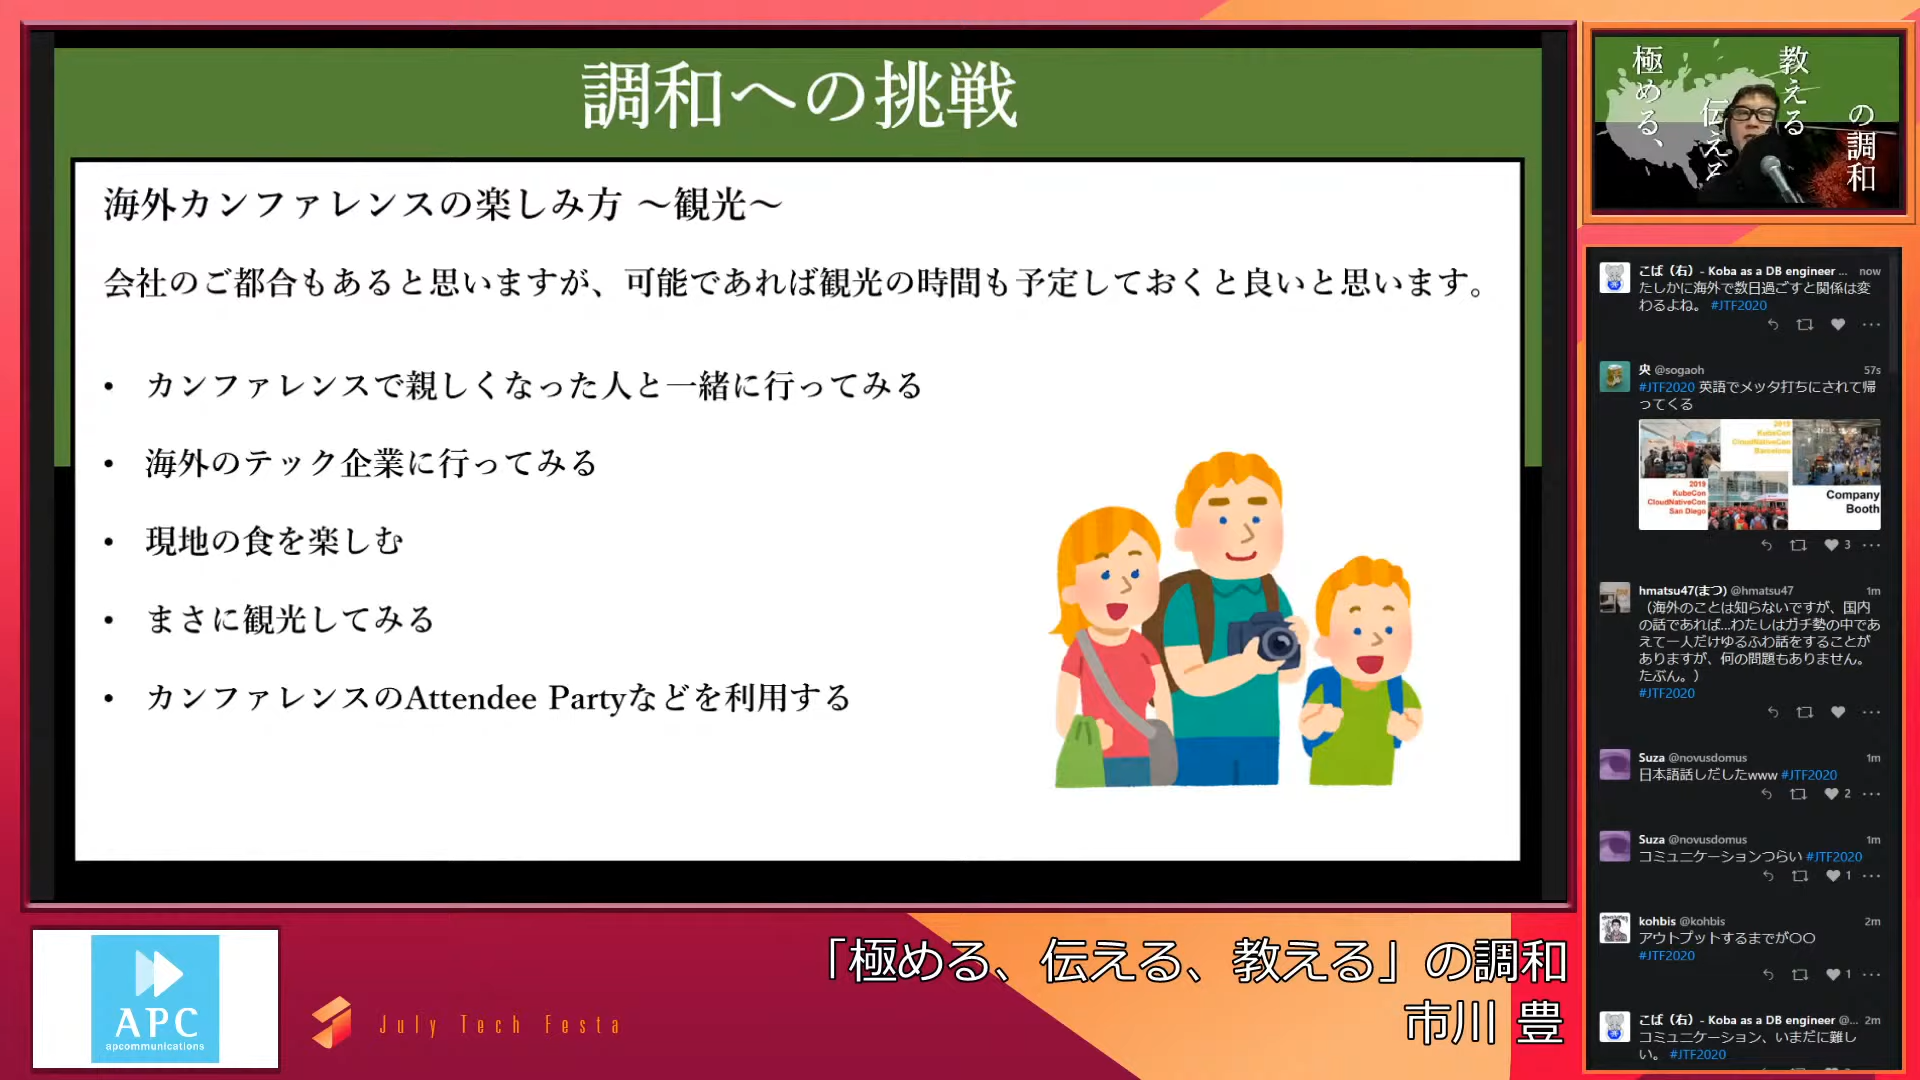 調和への挑戦
海外カンファレンスの楽しみ方 ～観光～
会社のご都合もあると思いますが、可能であれば観光の時間も予定しておくと良いと思います。
• カンファレンスで親しくなった人と一緒に行ってみる
• 海外のテック企業に行ってみる
• 現地の食を楽しむ
• まさに観光してみる
• カンファレンスのAttendee Partyなどを利用する
極める、
伝え
教える
の調和
こば（右）- Koba as a DB engineer ... now
たしかに海外で数日過ごすと関係は変
わるよね。 #JTF2020
央 @sogaoh 57s
#JTF2020 英語でメッタ打ちにされて帰
ってくる
2019
KubeCon
CloudNativeCon
Barcelona
2019
KubeCon
CloudNativeCon
San Diego
Company
Booth
3
hmatsu47(まつ) @hmatsu47 1m
（海外のことは知らないですが、国内
の話であれば…わたしはガチ勢の中であ
えて一人だけゆるふわ話をすることが
ありますが、何の問題もありません。
たぶん。）
#JTF2020
Suza @novusdomus 1m
日本語話しだしたwww #JTF2020
2
Suza @novusdomus 1m
コミュニケーションつらい #JTF2020
1
kohbis @kohbis 2m
アウトプットするまでが〇〇
#JTF2020
1
こば（右）- Koba as a DB engineer @... 2m
コミュニケーション、いまだに難し
い。 #JTF2020
APC
apcommunications
July Tech Festa
「極める、伝える、教える」の調和
市川 豊